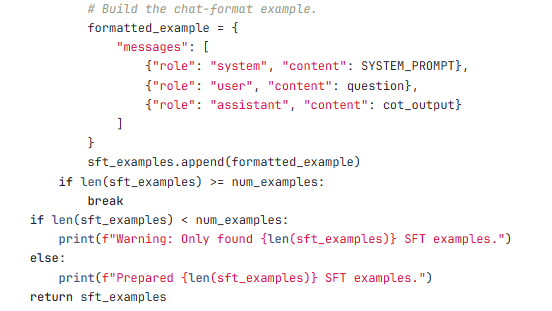 # Build the chat-format example.
formatted_example = {
"messages": [
{"role": "system", "content": SYSTEM_PROMPT},
{"role": "user", "content": question},
{"role": "assistant", "content": cot_output}
]
}
sft_examples.append(formatted_example)
if len(sft_examples) >= num_examples:
break
if len(sft_examples) < num_examples:
print(f"Warning: Only found {len(sft_examples)} SFT examples.")
else:
print(f"Prepared {len(sft_examples)} SFT examples.")
return sft_examples